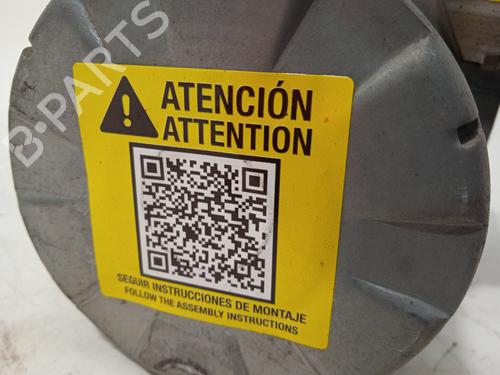 B-PARTS
ATENCIÓN
ATTENTION
SEGUIR INSTRUCCIONES DE MONTAJE
FOLLOW THE ASSEMBLY INSTRUCTIONS